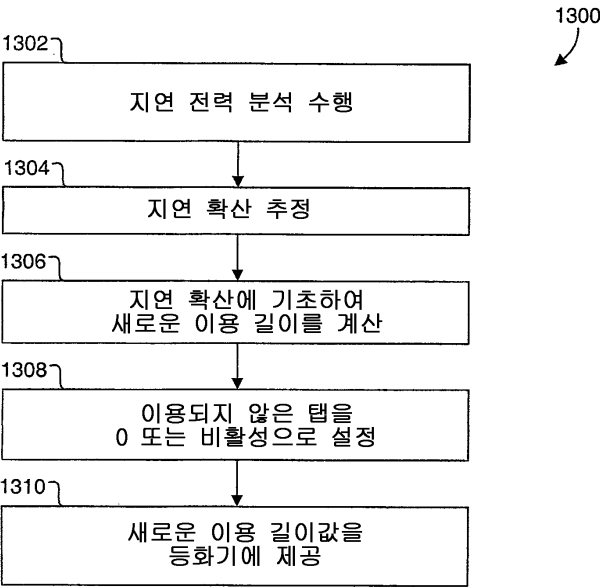 1300
1302
지연 전력 분석 수행
1304
지연 확산 추정
1306
지연 확산에 기초하여
새로운 이용 길이를 계산
1308
이용되지 않은 탭을
0 또는 비활성으로 설정
1310
새로운 이용 길이값을
등화기에 제공